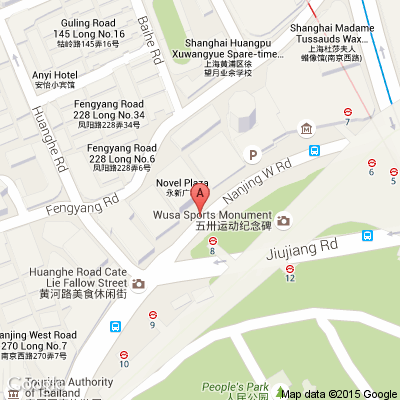 Guling Road
145 Long No.16
牯岭路145弄16号
Baihe Rd
Shanghai Madame
Tussauds Wax...
上海杜莎夫人
蜡像馆(南京西路)
Shanghai Huangpu
Xuwangyue Spare-time...
上海黄浦区徐
望月业余学校
Anyi Hotel
安怡小宾馆
Fengyang Road
228 Long No.34
凤阳路228弄34号
Huanghe Rd
Fengyang Road
228 Long No.6
凤阳路228弄6号
M
P
6
7
Nanjing W Rd
Novel Plaza
永新广
A
Fengyang Rd
Wusa Sports Monument
五卅运动纪念碑
8
Jiujiang Rd
Huanghe Road Cate
Lie Fallow Street
黄河路美食休闲街
12
9
10
anjing West Road
270 Long No.7
南京西路270弄7号
Tourism Authority
of Thailand
People's Park
人民公园
Map data ©2015 Google